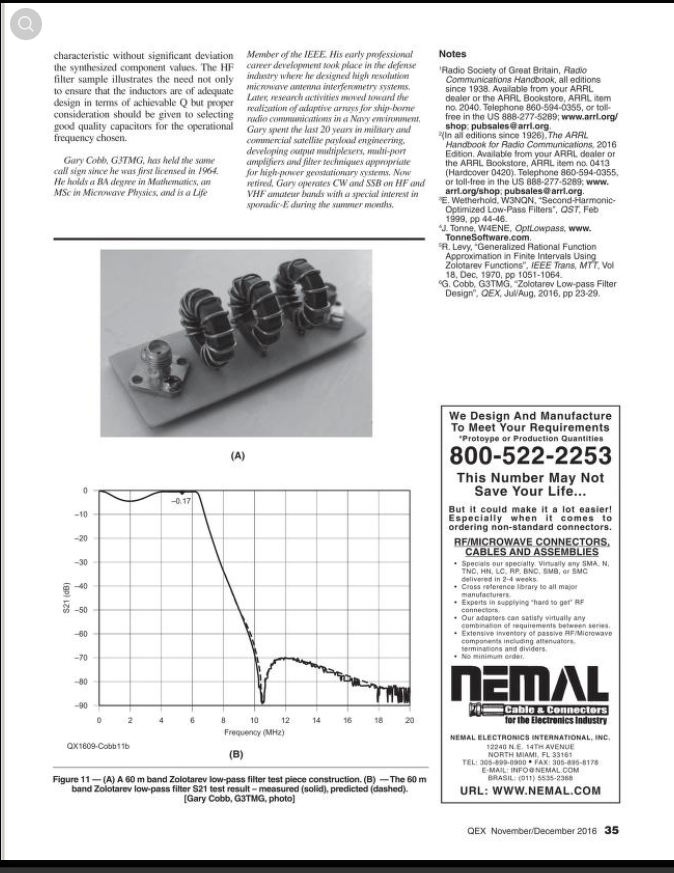 characteristic without significant deviation
the synthesized component values. The HF
filter sample illustrates the need not only
to ensure that the inductors are of adequate
design in terms of achievable Q but proper
consideration should be given to selecting
good quality capacitors for the operational
frequency chosen.
Gary Cobb, G3TMG, has held the same
call sign since he was first licensed in 1964.
He holds a BA degree in Mathematics, an
MSc in Microwave Physics, and is a Life
Member of the IEEE. His early professional
career development took place in the defense
industry where he designed high resolution
microwave antenna interferometry systems.
Later, research activities moved toward the
realization of adaptive arrays for ship-borne
radio communications in a Navy environment.
Gary spent the last 20 years in military and
commercial satellite payload engineering,
developing output multiplexers, multi-port
amplifiers and filter techniques appropriate
for high-power geostationary systems. Now
retired, Gary operates CW and SSB on HF and
VHF amateur bands with a special interest in
sporadic-E during the summer months.
Notes
¹Radio Society of Great Britain, Radio
Communications Handbook, all editions
since 1938. Available from your ARRL
dealer or the ARRL Bookstore, ARRL item
no. 2040. Telephone 860-594-0355, or toll-
free in the US 888-277-5289; www.arrl.org/
shop; pubsales@arrl.org.
²(In all editions since 1926), The ARRL
Handbook for Radio Communications, 2016
Edition. Available from your ARRL dealer or
the ARRL Bookstore, ARRL item no. 0413
(Hardcover 0420). Telephone 860-594-0355,
or toll-free in the US 888-277-5289; www.
arrl.org/shop; pubsales@arrl.org.
³E. Wetherhold, W3NQN, "Second-Harmonic-
Optimized Low-Pass Filters", QST, Feb
1999, pp 44-46.
⁴J. Tonne, W4ENE, OptLowpass, www.
TonneSoftware.com.
⁵R. Levy, "Generalized Rational Function
Approximation in Finite Intervals Using
Zolotarev Functions", IEEE Trans, MTT, Vol
18, Dec, 1970, pp 1051-1064.
⁶G. Cobb, G3TMG, "Zolotarev Low-pass Filter
Design", QEX, Jul/Aug, 2016, pp 23-29.
(A)
0
–10
–20
–30
–40
–50
–60
–70
–80
–90
S21 (dB)
–0.17
0 2 4 6 8 10 12 14 16 18 20
Frequency (MHz)
QX1609-Cobb11b
(B)
Figure 11 — (A) A 60 m band Zolotarev low-pass filter test piece construction. (B) — The 60 m
band Zolotarev low-pass filter S21 test result – measured (solid), predicted (dashed).
[Gary Cobb, G3TMG, photo]
We Design And Manufacture
To Meet Your Requirements
*Protoype or Production Quantities
800-522-2253
This Number May Not
Save Your Life...
But it could make it a lot easier!
Especially when it comes to
ordering non-standard connectors.
RF/MICROWAVE CONNECTORS,
CABLES AND ASSEMBLIES
• Specials our specialty. Virtually any SMA, N,
TNC, HN, LC, RP, BNC, SMB, or SMC
delivered in 2-4 weeks.
• Cross reference library to all major
manufacturers.
• Experts in supplying "hard to get" RF
connectors.
• Our adapters can satisfy virtually any
combination of requirements between series.
• Extensive inventory of passive RF/Microwave
components including attenuators,
terminations and dividers.
• No minimum order.
NEMAL
Cable & Connectors
for the Electronics Industry
NEMAL ELECTRONICS INTERNATIONAL, INC.
12240 N.E. 14TH AVENUE
NORTH MIAMI, FL 33161
TEL: 305-899-0900 • FAX: 305-895-8178
E-MAIL: INFO@NEMAL.COM
BRASIL: (011) 5535-2368
URL: WWW.NEMAL.COM
QEX November/December 2016 35